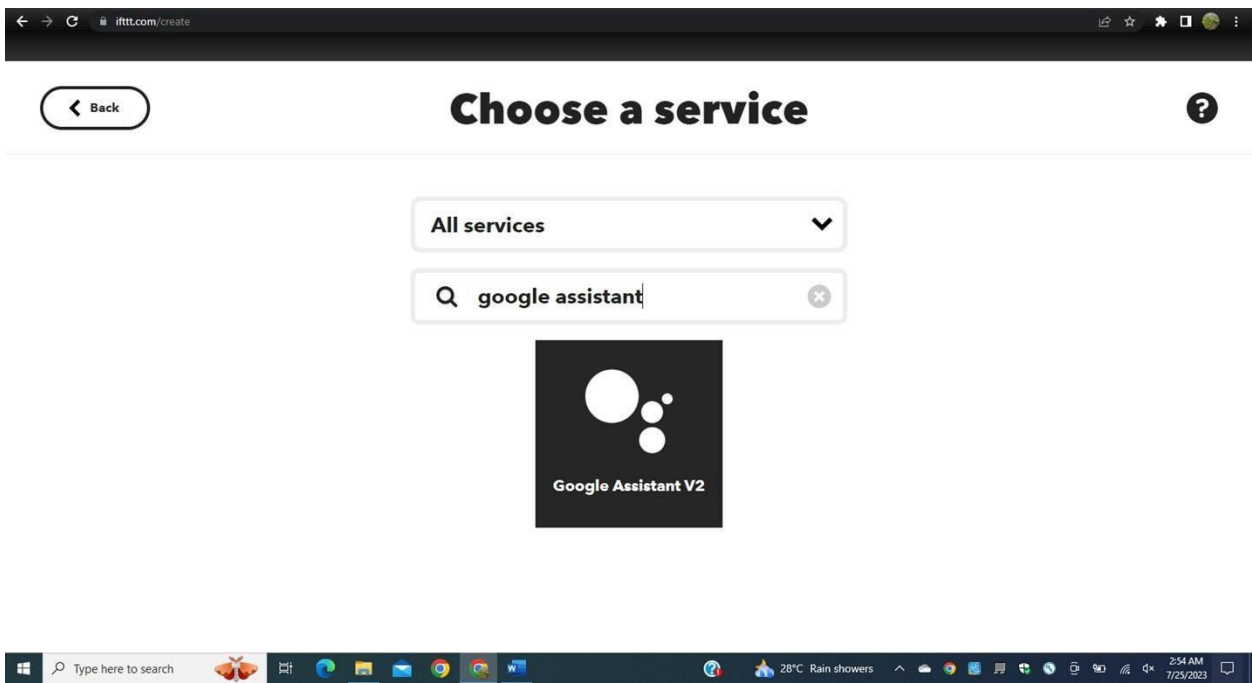 ifttt.com/create
Back
Choose a service
All services
google assistant
Google Assistant V2
Type here to search
28°C Rain showers
2:54 AM
7/25/2023